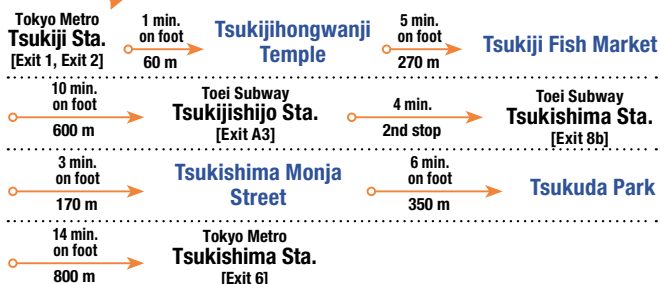 Tokyo Metro
Tsukiji Sta.
[Exit 1, Exit 2]
1 min.
on foot
60 m
Tsukijihongwanji
Temple
5 min.
on foot
270 m
Tsukiji Fish Market
10 min.
on foot
600 m
Toei Subway
Tsukijishijo Sta.
[Exit A3]
4 min.
2nd stop
Toei Subway
Tsukishima Sta.
[Exit 8b]
3 min.
on foot
170 m
Tsukishima Monja
Street
6 min.
on foot
350 m
Tsukuda Park
14 min.
on foot
800 m
Tokyo Metro
Tsukishima Sta.
[Exit 6]